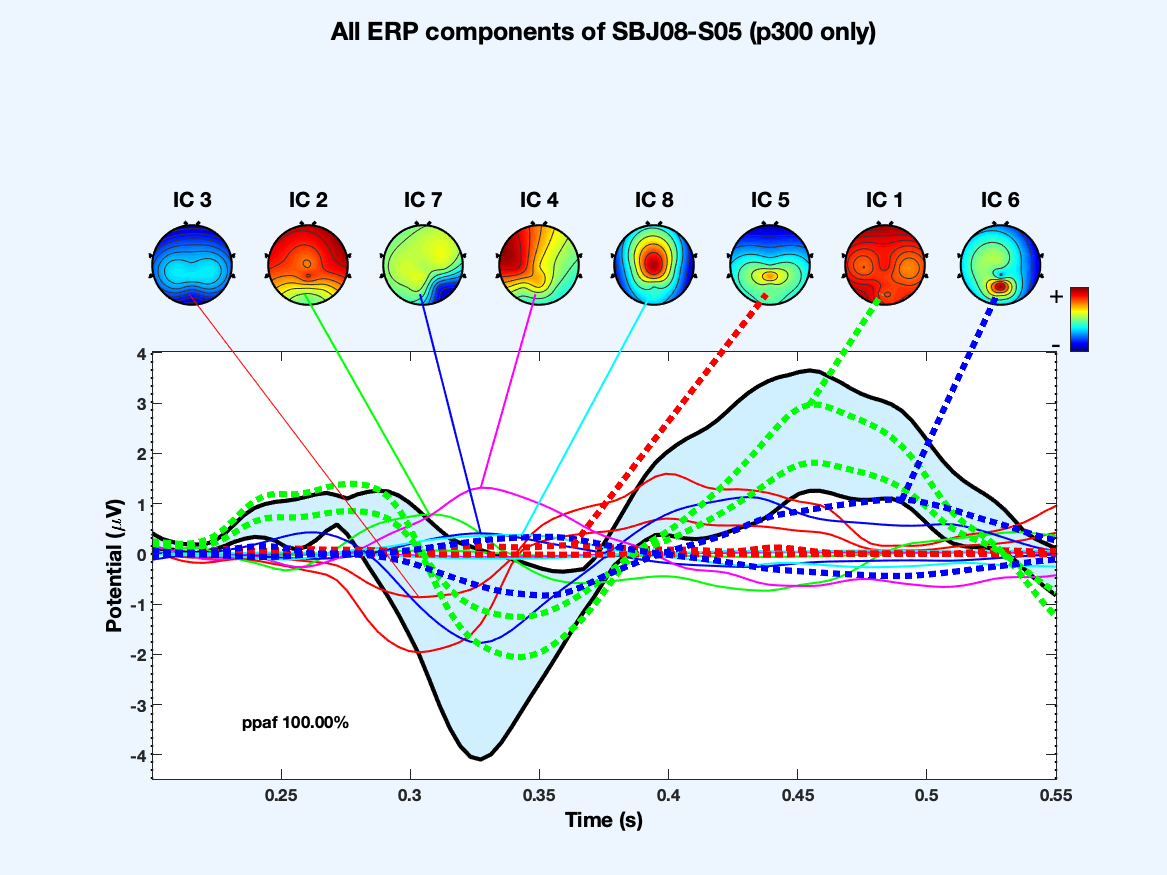 All ERP components of SBJ08-S05 (p300 only)
IC 3 IC 2 IC 7 IC 4 IC 8 IC 5 IC 1 IC 6
+
-
4
3
2
1
0
-1
-2
-3
-4
Potential (μV)
ppaf 100.00%
0.25 0.3 0.35 0.4 0.45 0.5 0.55
Time (s)